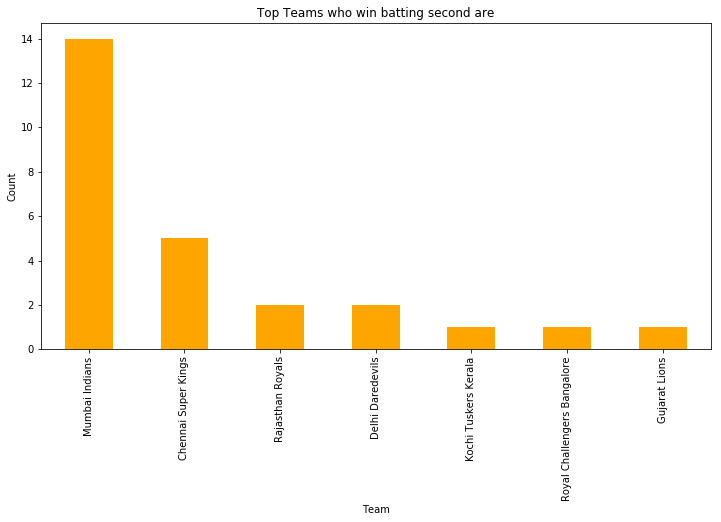 Top Teams who win batting second are
Count
14
12
10
8
6
4
2
0
Mumbai Indians
Chennai Super Kings
Rajasthan Royals
Delhi Daredevils
Kochi Tuskers Kerala
Royal Challengers Bangalore
Gujarat Lions
Team